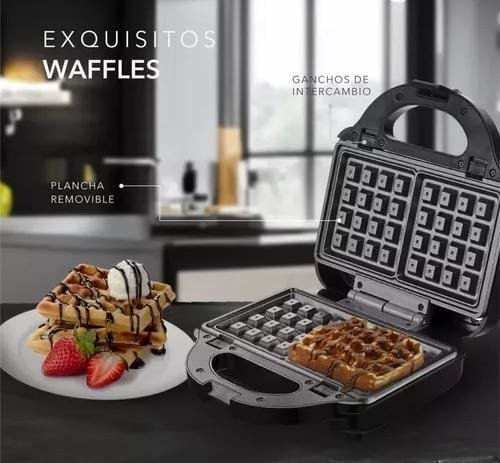 EXQUISITOS
WAFFLES
GANCHOS DE
INTERCAMBIO
PLANCHA
REMOVIBLE